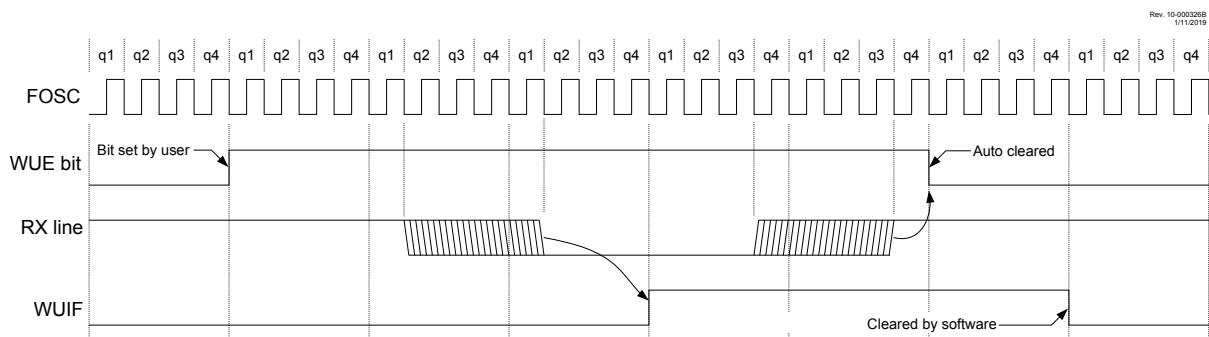 Rev. 10-000326B
1/11/2019
q1 q2 q3 q4 q1 q2 q3 q4 q1 q2 q3 q4 q1 q2 q3 q4 q1 q2 q3 q4 q1 q2 q3 q4 q1 q2 q3 q4 q1 q2 q3 q4
FOSC
Bit set by user
Auto cleared
WUE bit
RX line
WUIF
Cleared by software